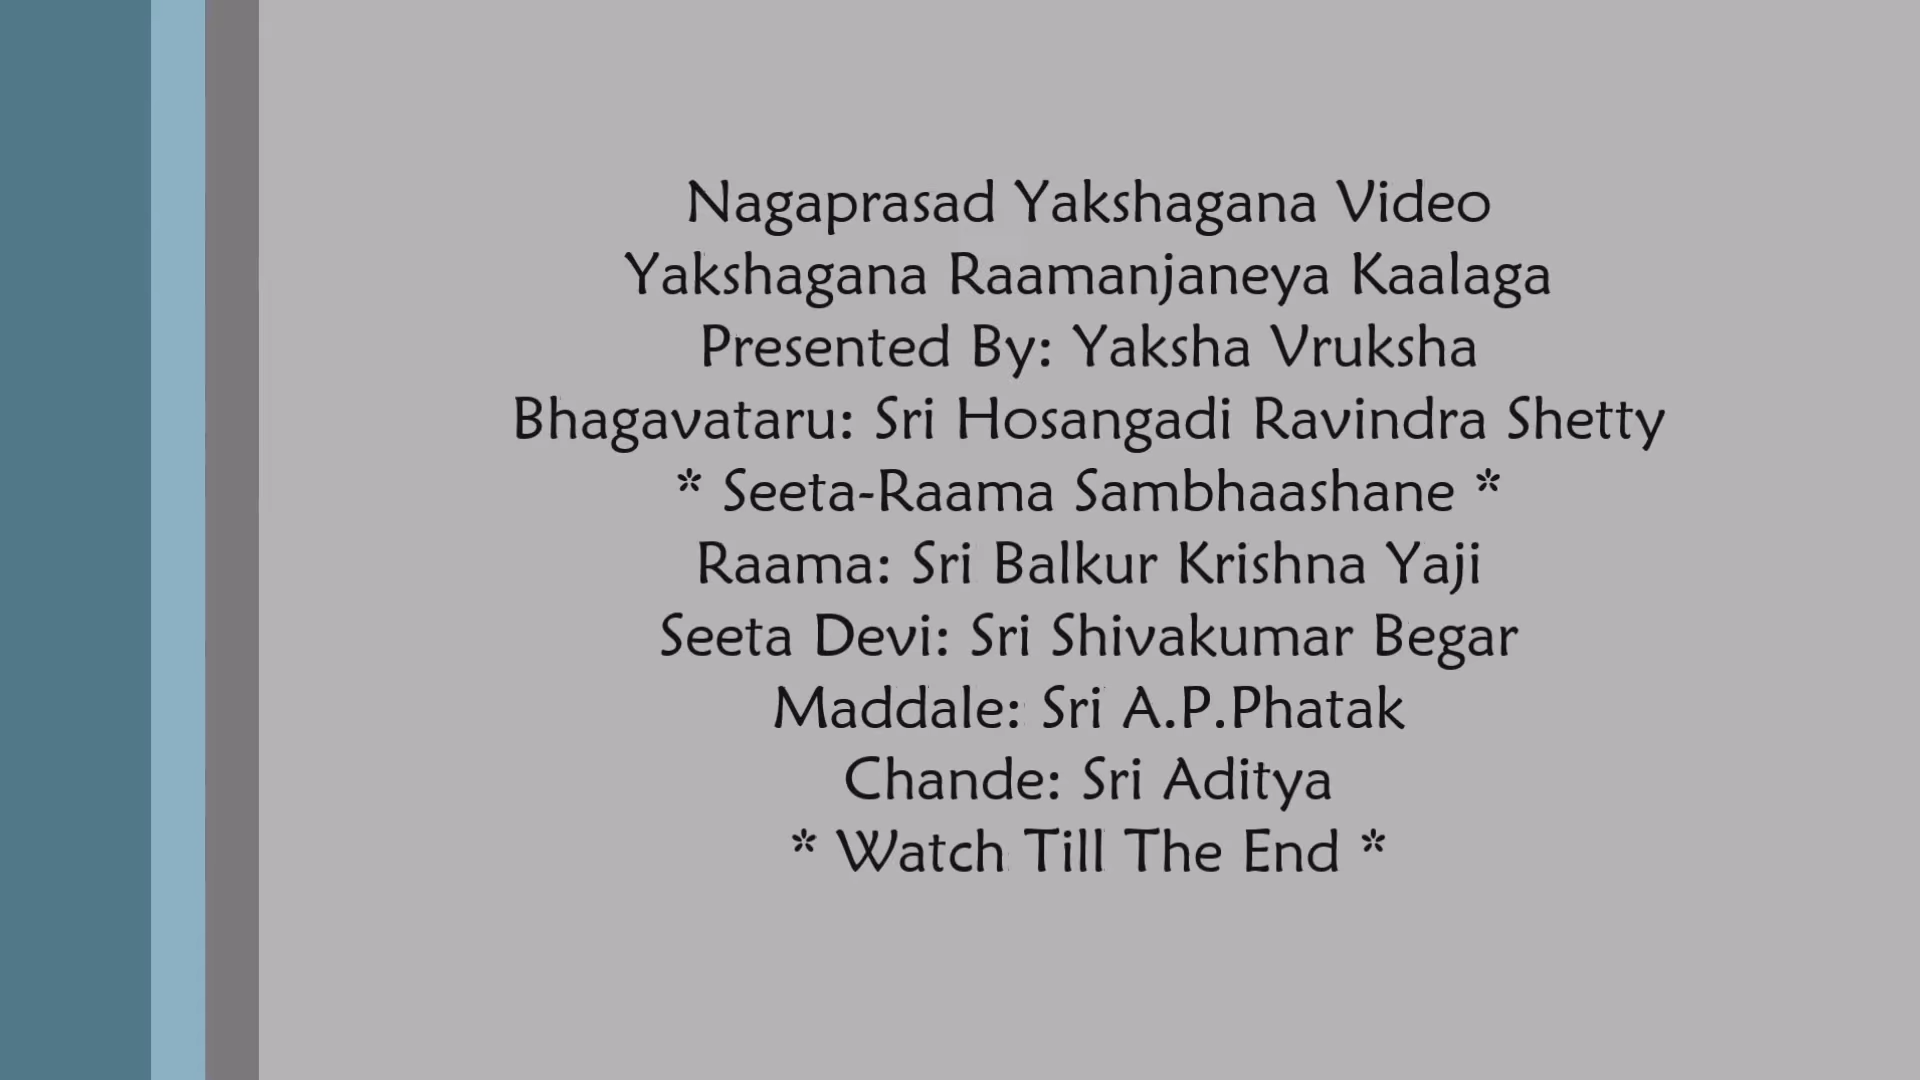 Nagaprasad Yakshagana Video
Yakshagana Raamanjaneya Kaalaga
Presented By: Yaksha Vruksha
Bhagavataru: Sri Hosangadi Ravindra Shetty
* Seeta-Raama Sambhaashane *
Raama: Sri Balkur Krishna Yaji
Seeta Devi: Sri Shivakumar Begar
Maddale: Sri A.P.Phatak
Chande: Sri Aditya
* Watch Till The End *